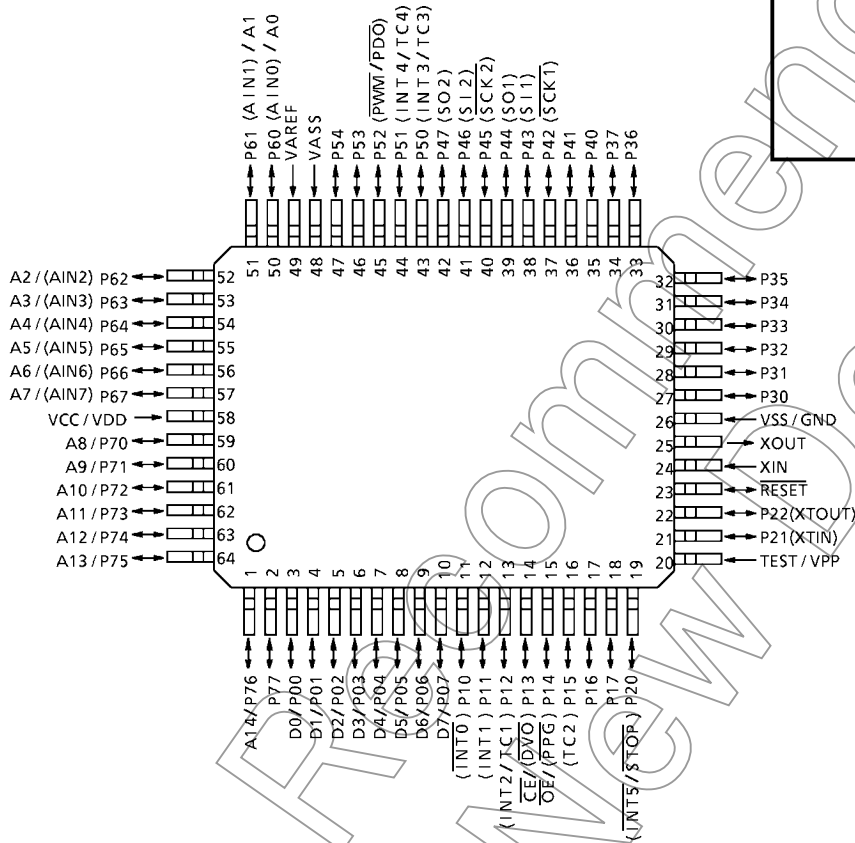 P61 (AIN1) / A1
P60 (AIN0) / A0
VAREF
VASS
P54
P53
P52 (PWM/PDO)
P51 (INT4/TC4)
P50 (INT3/TC3)
P47 (SO2)
P46 (SI2)
P45 (SCK2)
P44 (SO1)
P43 (SI1)
P42 (SCK1)
P41
P40
P37
P36
51 50 49 48 47 46 45 44 43 42 41 40 39 38 37 36 35 34 33
A2 / (AIN2) P62 52
A3 / (AIN3) P63 53
A4 / (AIN4) P64 54
A5 / (AIN5) P65 55
A6 / (AIN6) P66 56
A7 / (AIN7) P67 57
VCC / VDD 58
A8 / P70 59
A9 / P71 60
A10 / P72 61
A11 / P73 62
A12 / P74 63
A13 / P75 64
32 P35
31 P34
30 P33
29 P32
28 P31
27 P30
26 VSS / GND
25 XOUT
24 XIN
23 RESET
22 P22(XTOUT)
21 P21(XTIN)
20 TEST / VPP
1 2 3 4 5 6 7 8 9 10 11 12 13 14 15 16 17 18 19
A14/P76
P77
D0/P00
D1/P01
D2/P02
D3/P03
D4/P04
D5/P05
D6/P06
D7/P07
(INT0) P10
(INT1) P11
(INT2/TC1) P12
CE/(DVO) P13
OE/(PPG) P14
(TC2) P15
P16
P17
(INT5/STOP) P20
Recommen
New D